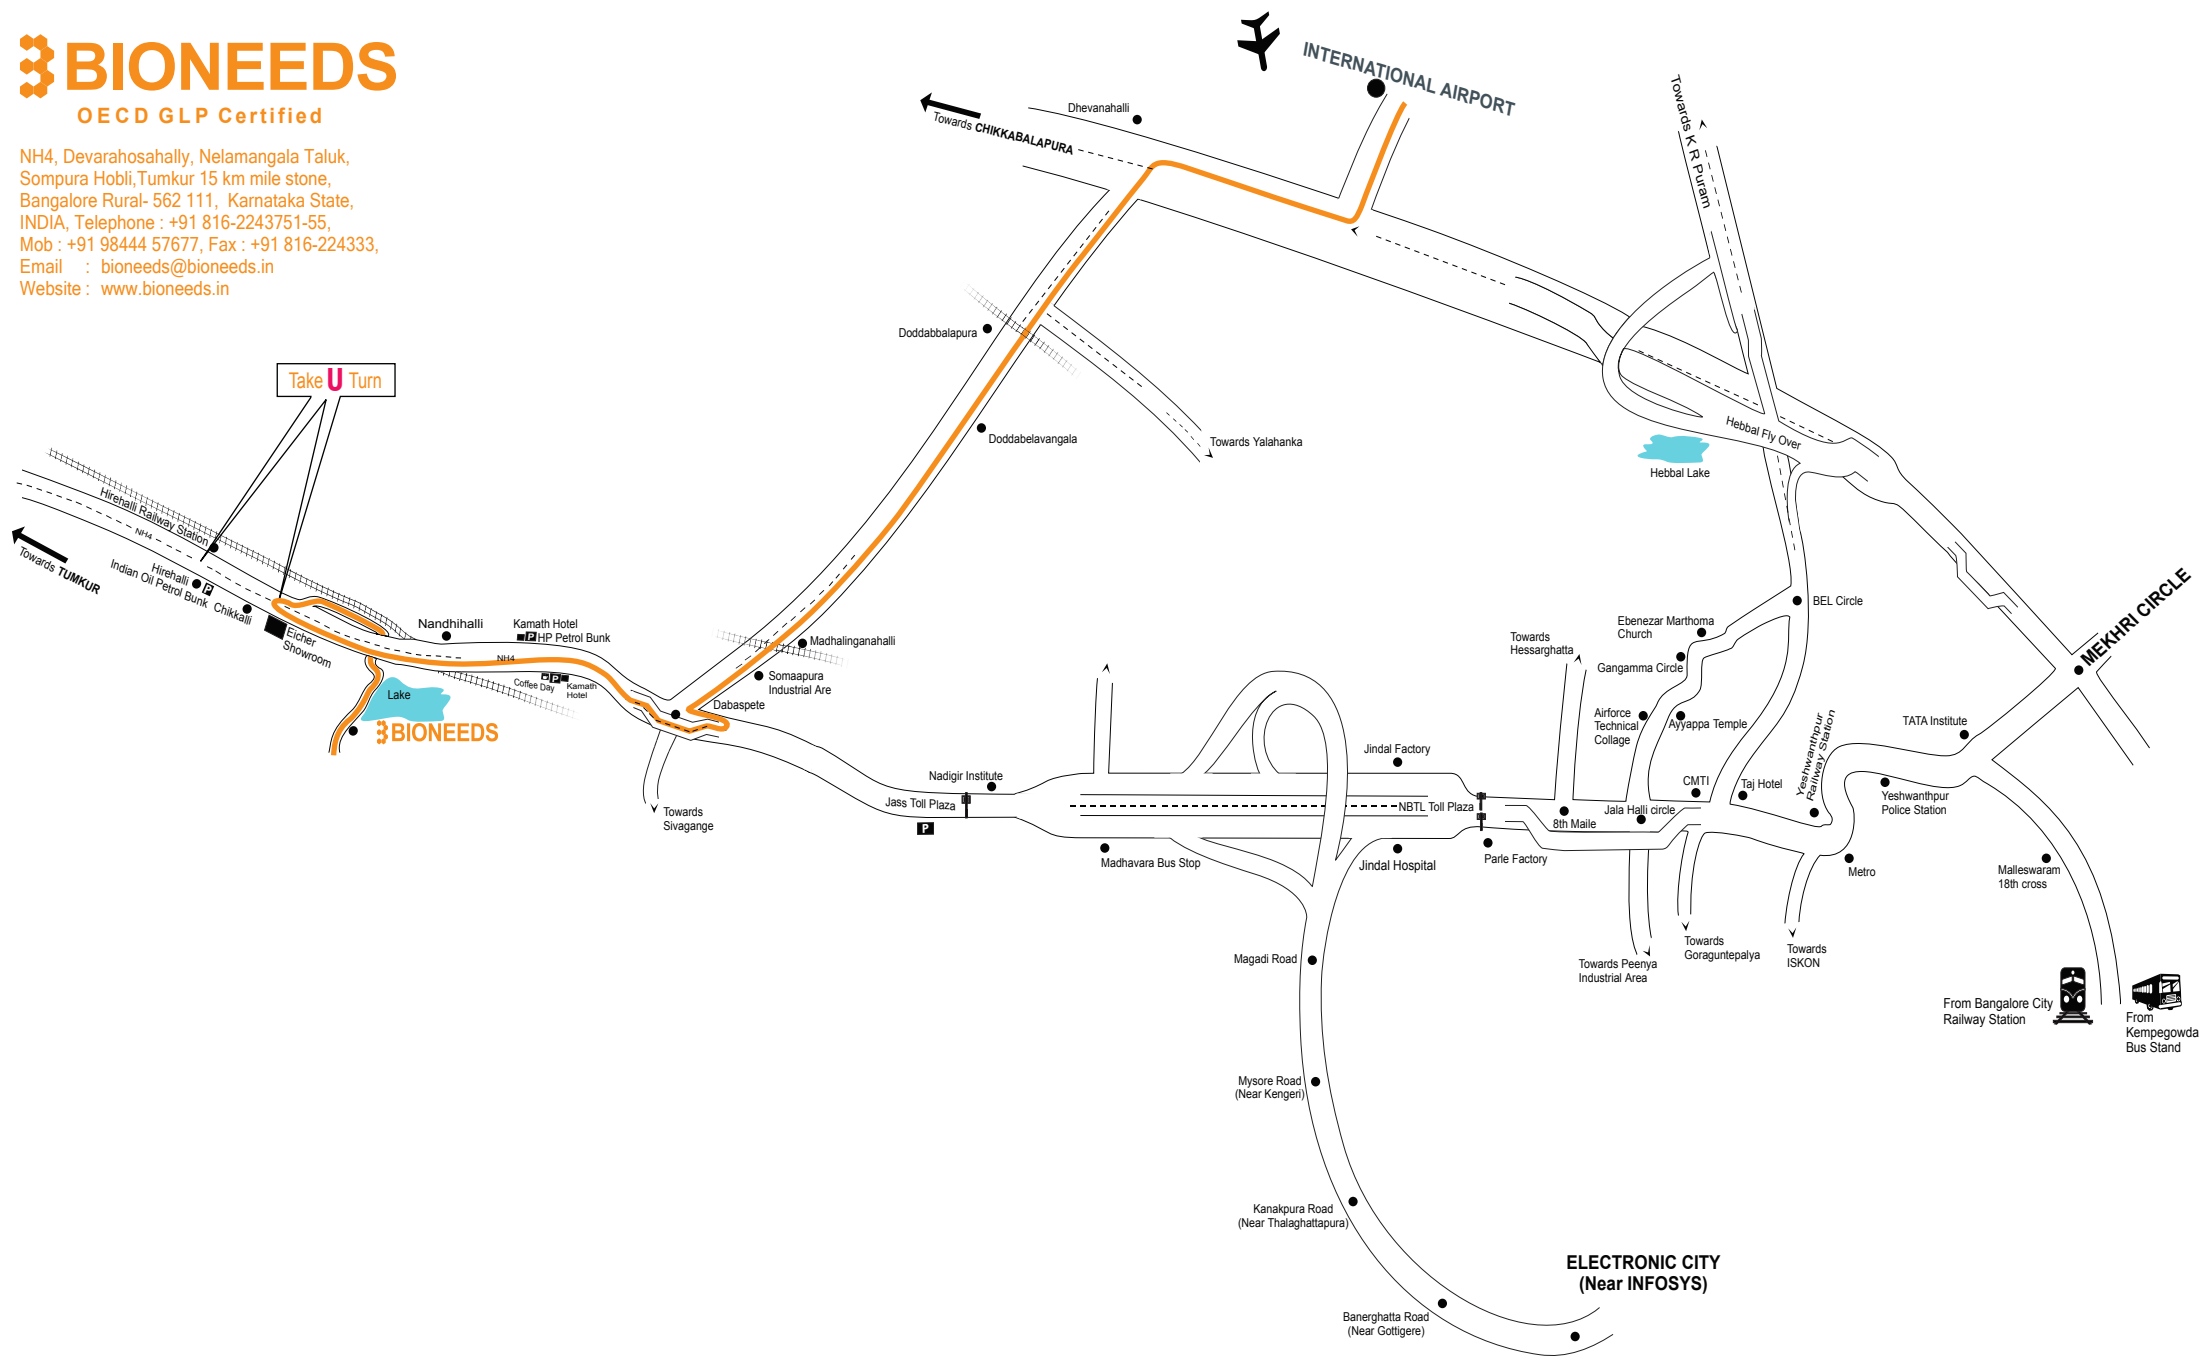 BIONEEDS
OECD GLP Certified
NH4, Devarahosahally, Nelamangala Taluk,
Sompura Hobli,Tumkur 15 km mile stone,
Bangalore Rural- 562 111, Karnataka State,
INDIA, Telephone : +91 816-2243751-55,
Mob : +91 98444 57677, Fax : +91 816-224333,
Email : bioneeds@bioneeds.in
Website : www.bioneeds.in
INTERNATIONAL AIRPORT
Dhevanahalli
Towards CHIKKABALAPURA
Towards K R Puram
Doddabbalapura
Take U Turn
Doddabelavangala
Towards Yalahanka
Hebbal Fly Over
Hebbal Lake
Hirehalli Railway Station
NH4
Towards TUMKUR
Hirehalli
Indian Oil Petrol Bunk
P
Chikkalli
Eicher
Showroom
Nandhihalli
Kamath Hotel
P HP Petrol Bunk
NH4
Coffee Day
P
Kamath
Hotel
Lake
BIONEEDS
Madhalinganahalli
Somaapura
Industrial Are
Dabaspete
Towards
Sivagange
Nadigir Institute
Jass Toll Plaza
P
Madhavara Bus Stop
Jindal Factory
NBTL Toll Plaza
Jindal Hospital
Parle Factory
Towards
Hessarghatta
8th Maile
Jala Halli circle
BEL Circle
Ebenezar Marthoma
Church
Gangamma Circle
Airforce
Technical
Collage
Ayyappa Temple
CMTI
Taj Hotel
Yeshwanthpur
Railway Station
TATA Institute
MEKHRI CIRCLE
Yeshwanthpur
Police Station
Metro
Malleswaram
18th cross
Towards Peenya
Industrial Area
Towards
Goraguntepalya
Towards
ISKON
From Bangalore City
Railway Station
From
Kempegowda
Bus Stand
Magadi Road
Mysore Road
(Near Kengeri)
Kanakpura Road
(Near Thalaghattapura)
Banerghatta Road
(Near Gottigere)
ELECTRONIC CITY
(Near INFOSYS)